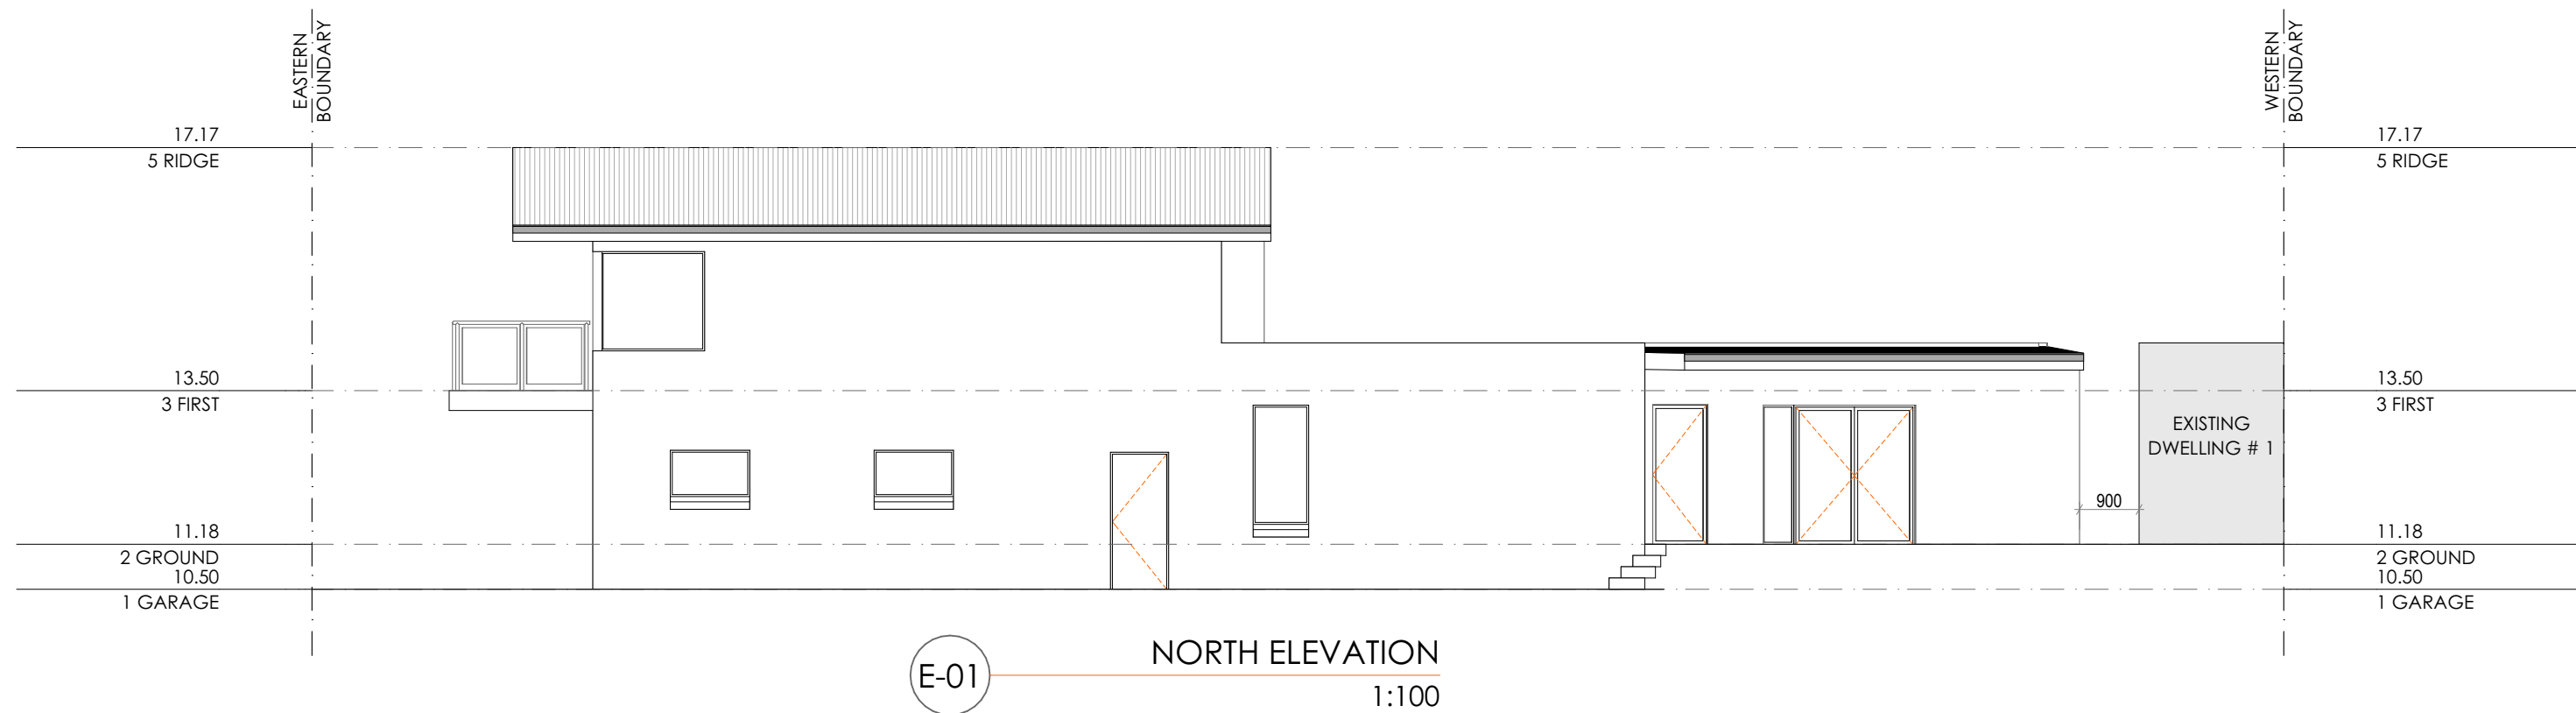 EASTERN
BOUNDARY
WESTERN
BOUNDARY
17.17
5 RIDGE
17.17
5 RIDGE
13.50
3 FIRST
13.50
3 FIRST
EXISTING
DWELLING # 1
900
11.18
2 GROUND
11.18
2 GROUND
10.50
1 GARAGE
10.50
1 GARAGE
E-01
NORTH ELEVATION
1:100